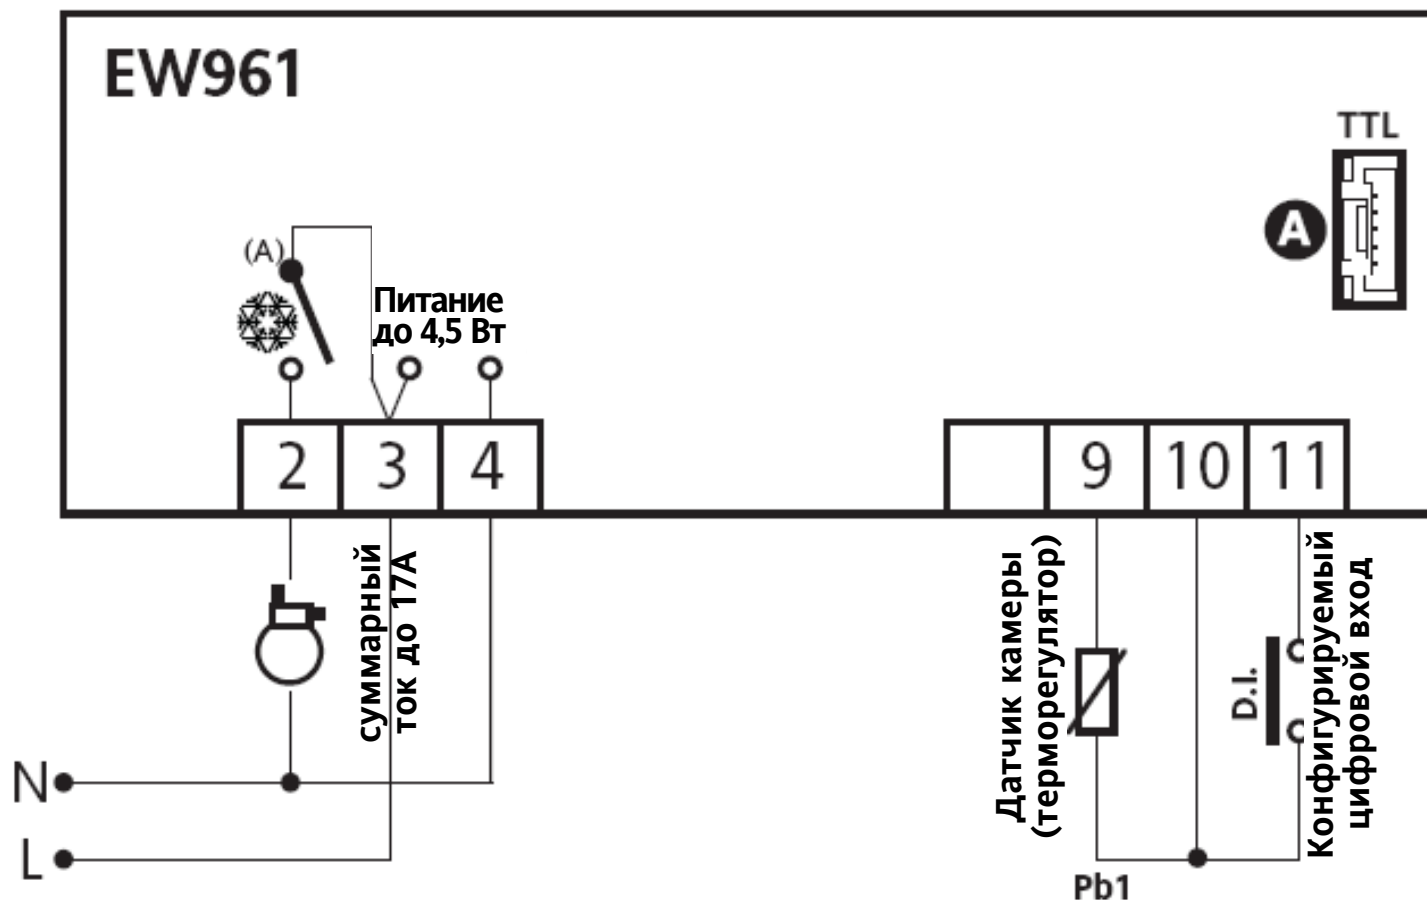 EW961
TTL
A
(A)
Питание
до 4,5 Вт
2
3
4
9
10
11
суммарный
ток до 17А
Датчик камеры
(терморегулятор)
D.I.
Конфигурируемый
цифровой вход
N
L
Pb1